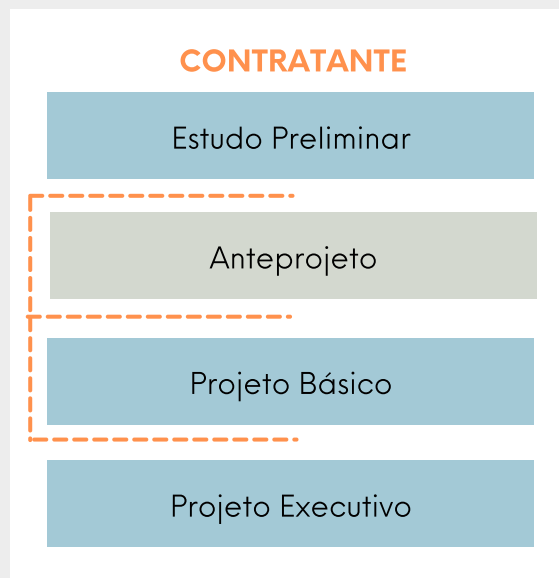 CONTRATANTE
Estudo Preliminar
Anteprojeto
Projeto Básico
Projeto Executivo